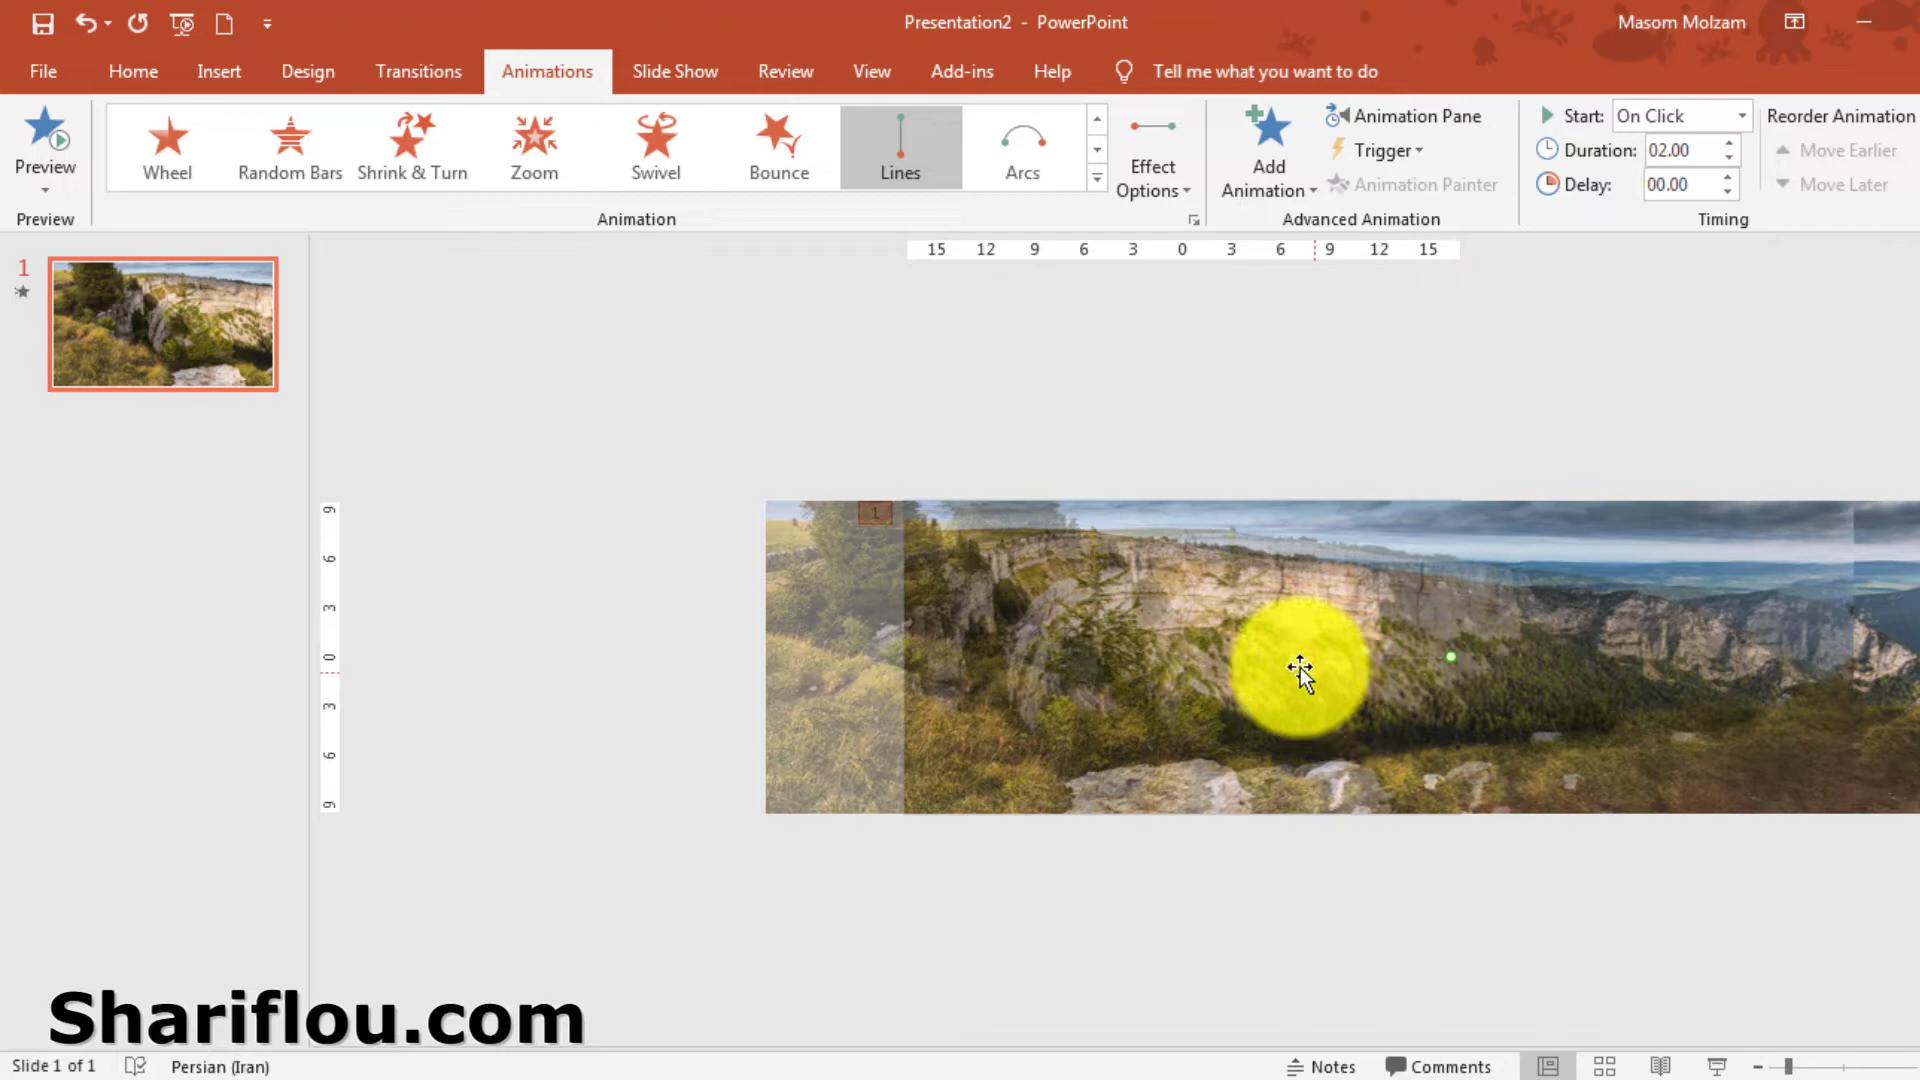 Presentation2 - PowerPoint
Masom Molzam
File Home Insert Design Transitions Animations Slide Show Review View Add-ins Help Tell me what you want to do
Preview
Wheel Random Bars Shrink & Turn Zoom Swivel Bounce Lines Arcs
Effect Options
Add Animation
Animation Pane
Trigger
Animation Painter
Start: On Click
Duration: 02.00
Delay: 00.00
Reorder Animation
Move Earlier
Move Later
Preview Animation Advanced Animation Timing
15 12 9 6 3 0 3 6 9 12 15
1
1
9
6
3
0
3
6
9
Shariflou.com
Slide 1 of 1 Persian (Iran) Notes Comments